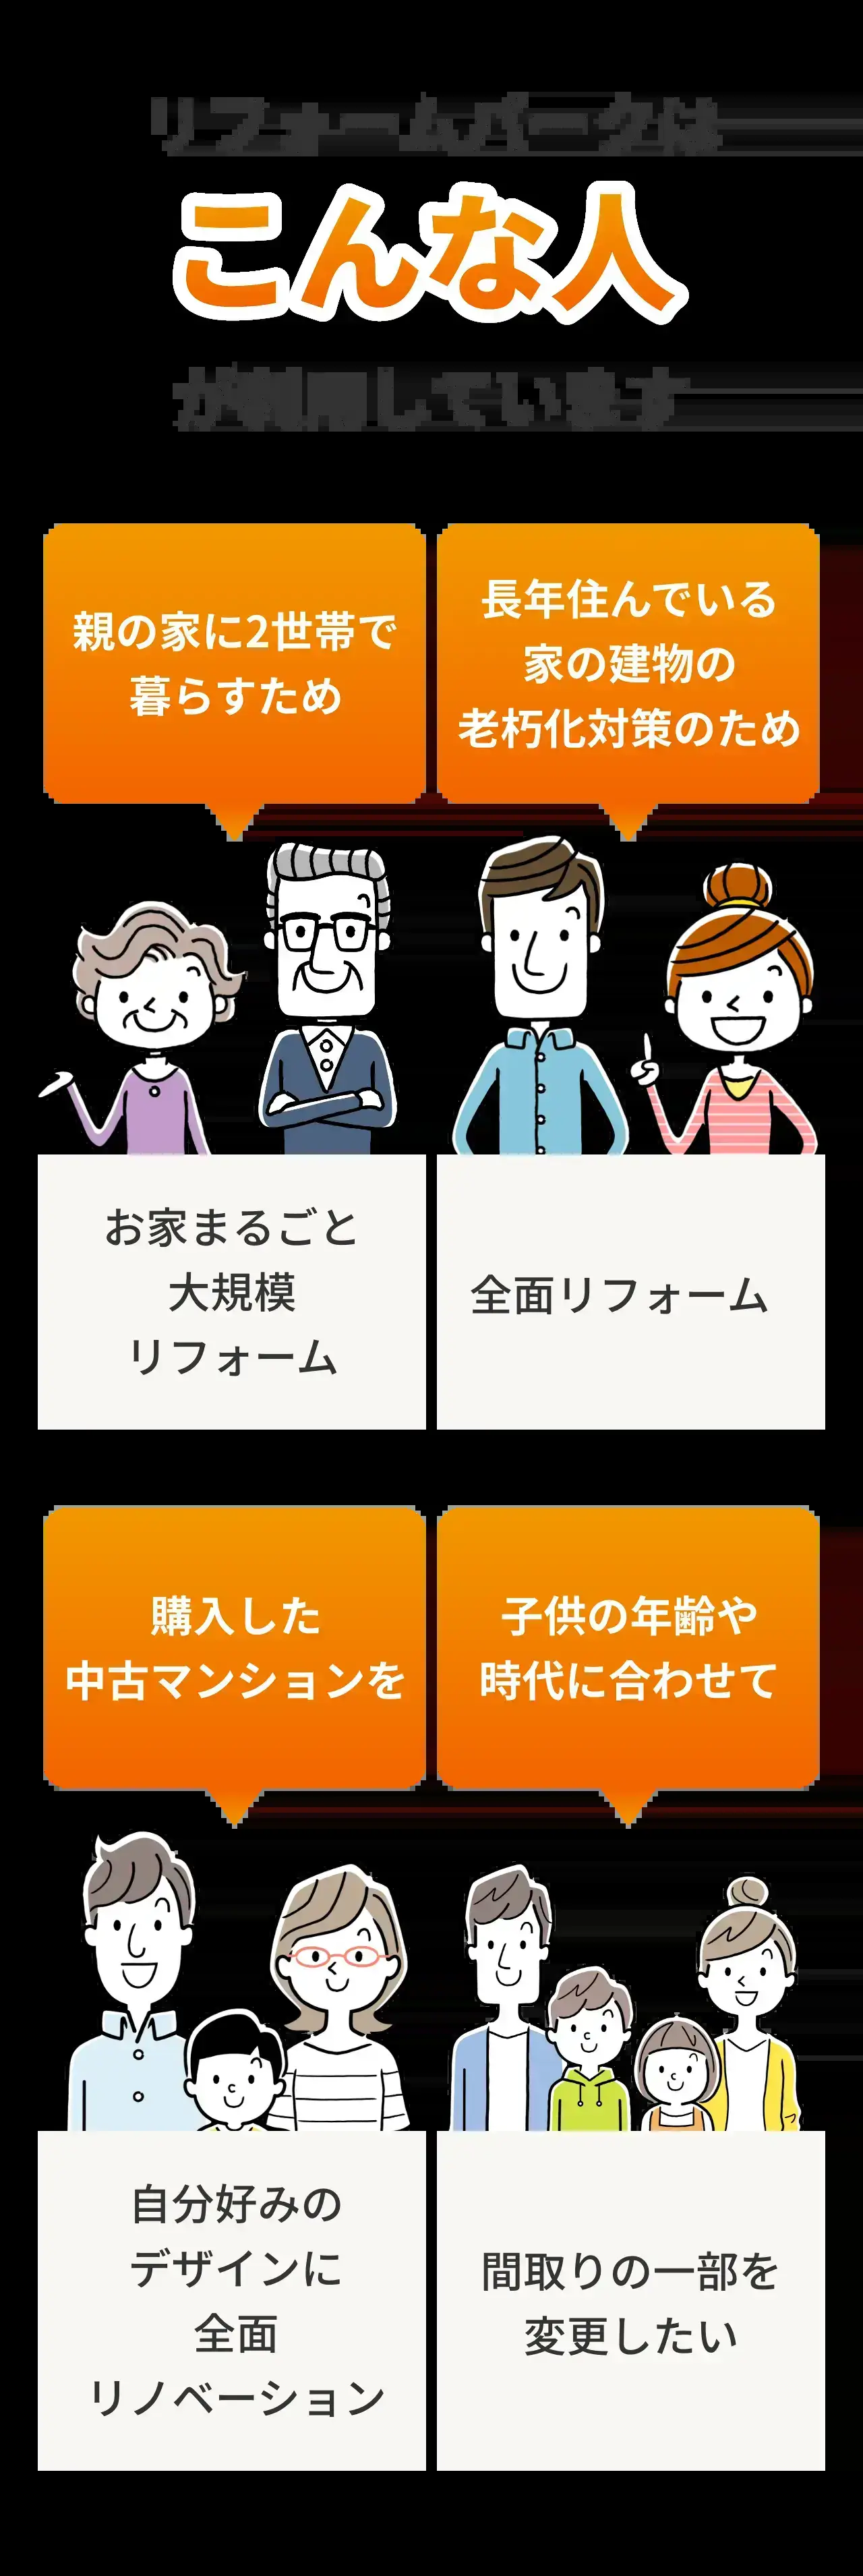 リフォームパークは
こんな人
が利用しています
親の家に2世帯で
暮らすため
長年住んでいる
家の建物の
老朽化対策のため
お家まるごと
大規模
リフォーム
全面リフォーム
購入した
中古マンションを
子供の年齢や
時代に合わせて
自分好みの
デザインに
全面
リノベーション
間取りの一部を
変更したい